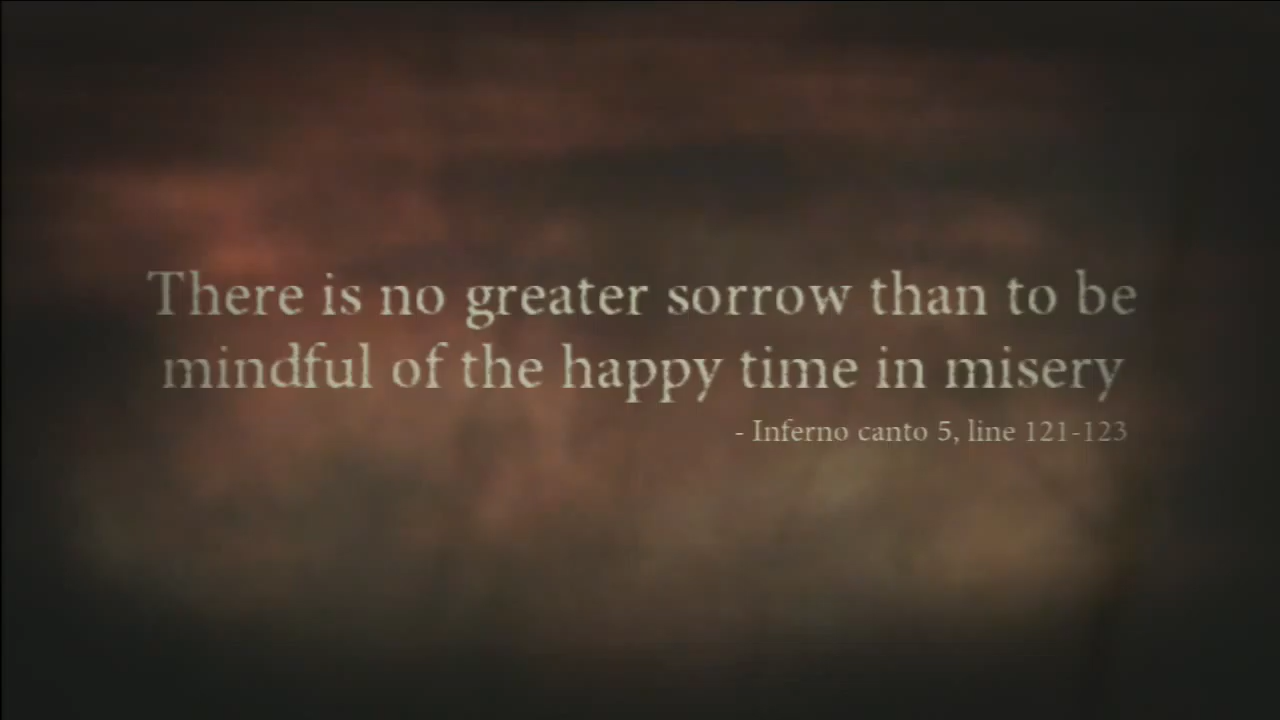 There is no greater sorrow than to be
mindful of the happy time in misery
- Inferno canto 5, line 121-123